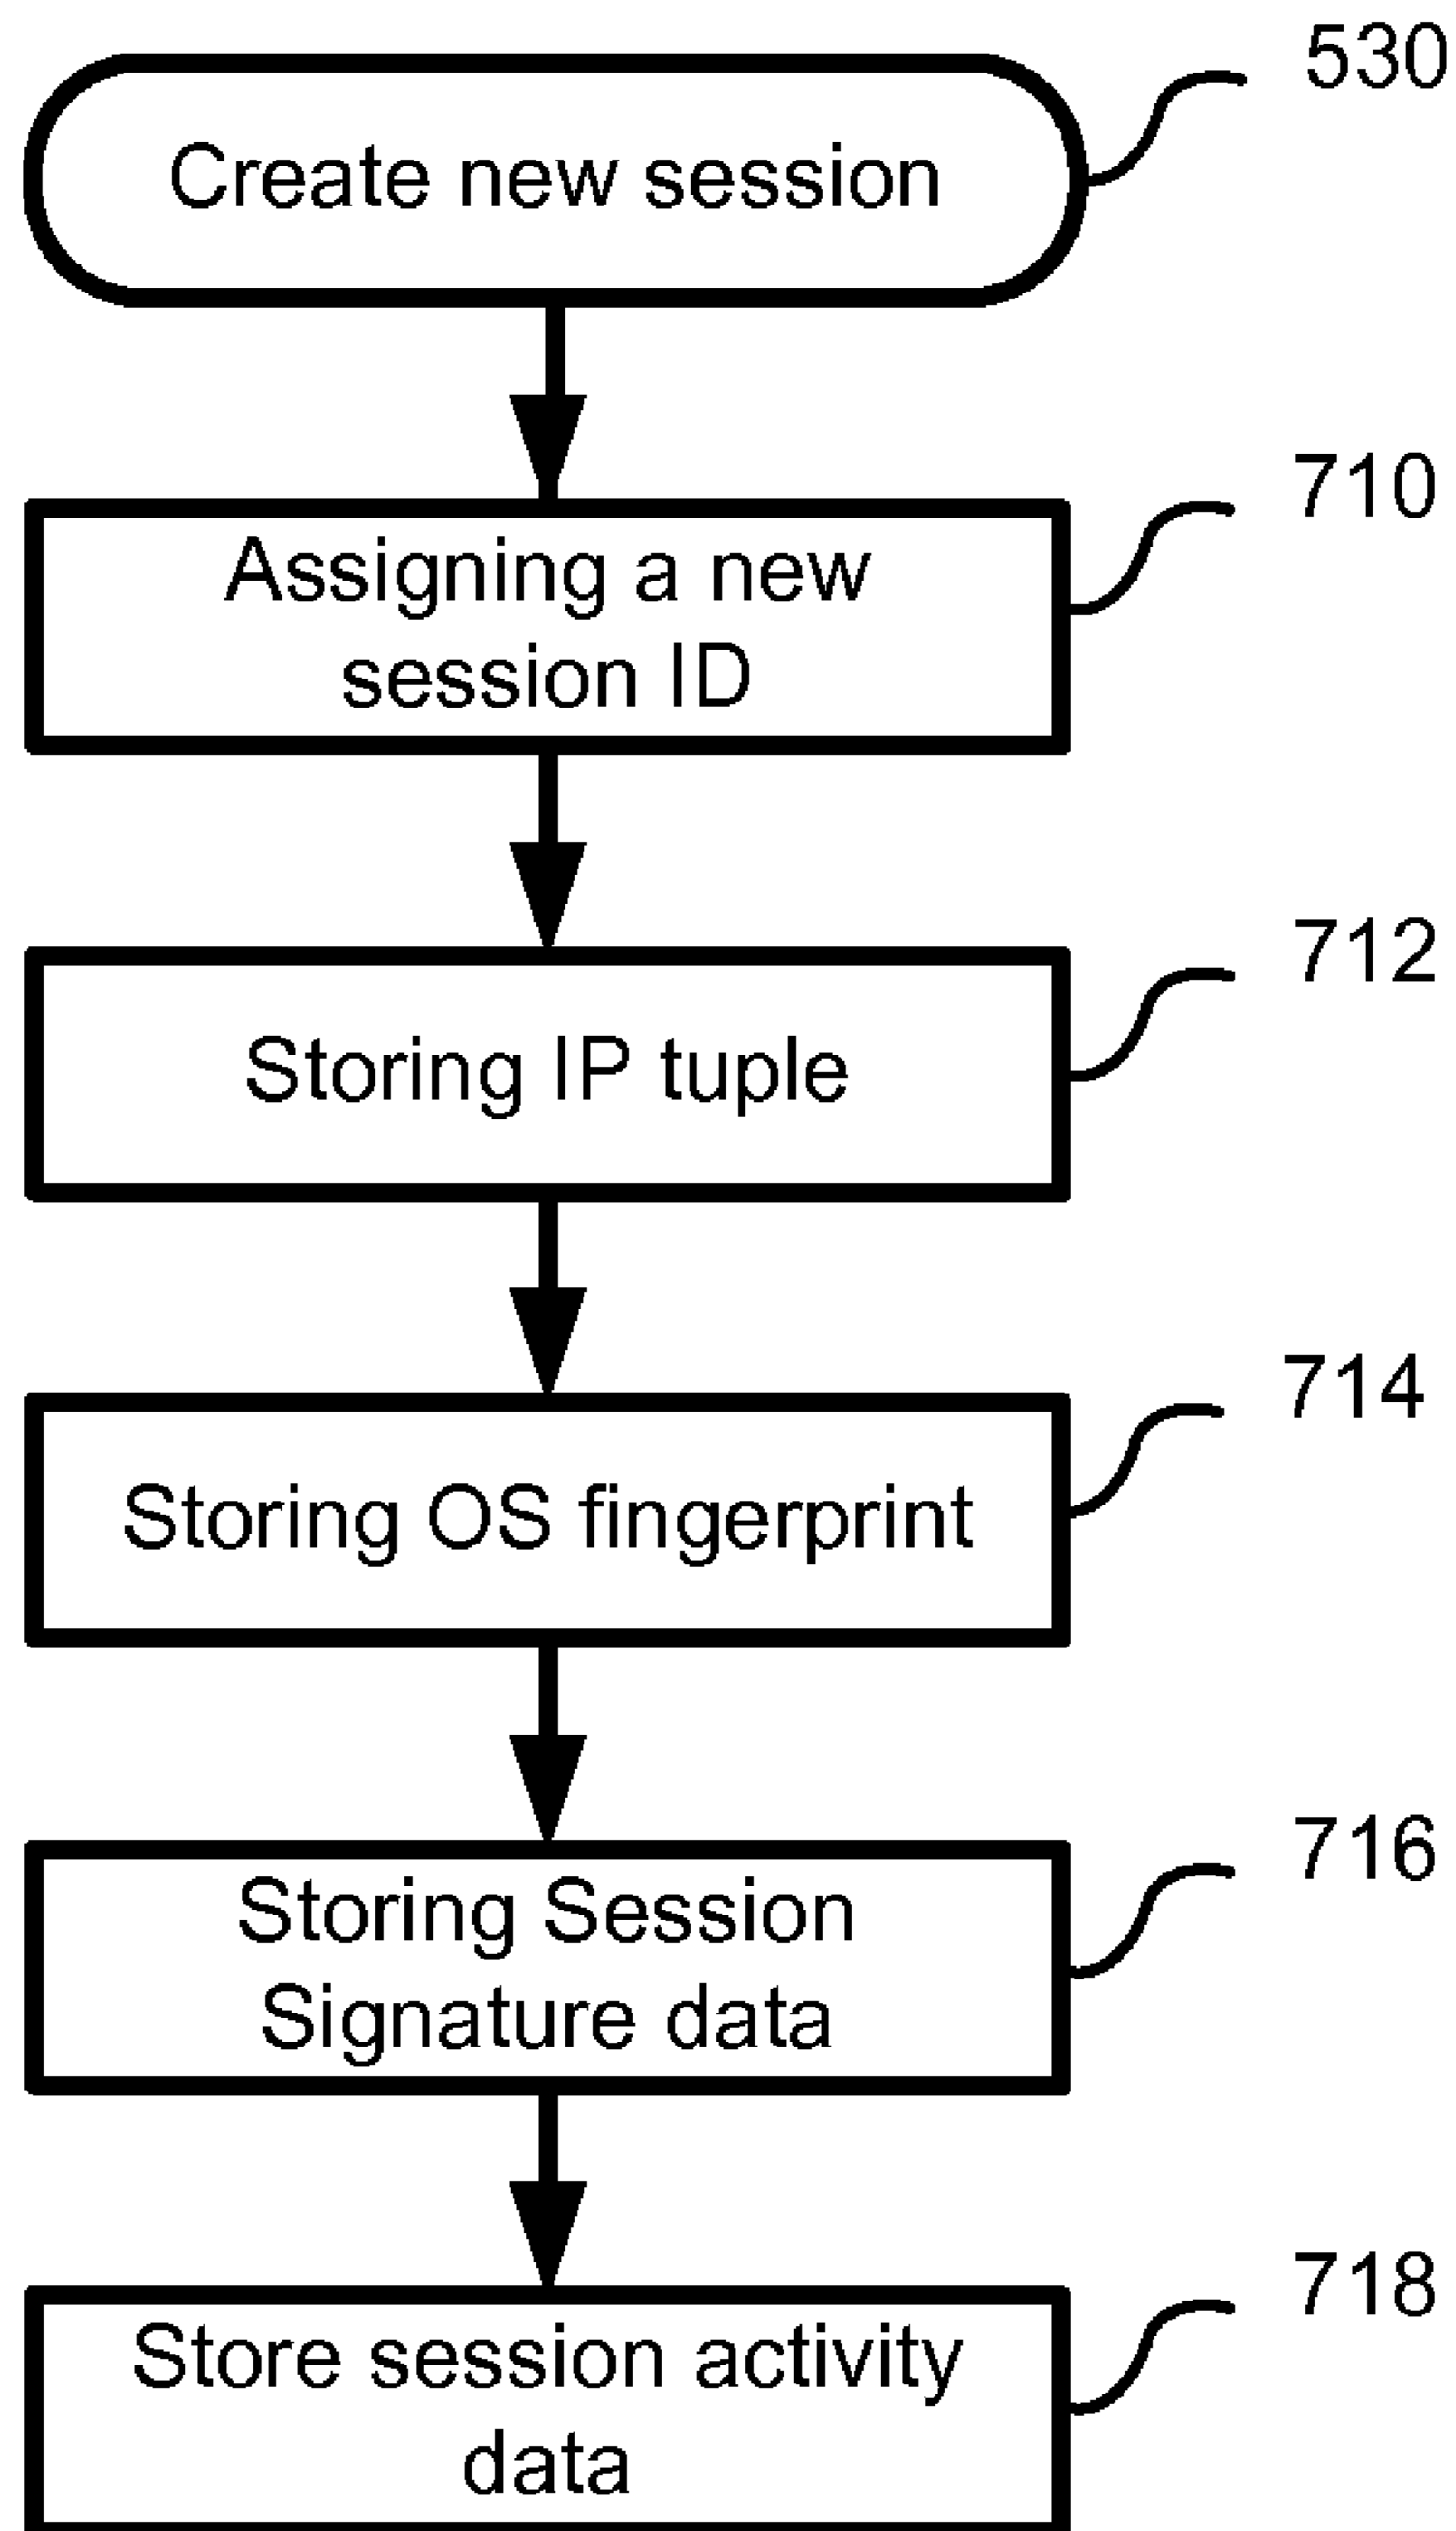 530
Create new session
710
Assigning a new
session ID
712
Storing IP tuple
714
Storing OS fingerprint
716
Storing Session
Signature data
718
Store session activity
data